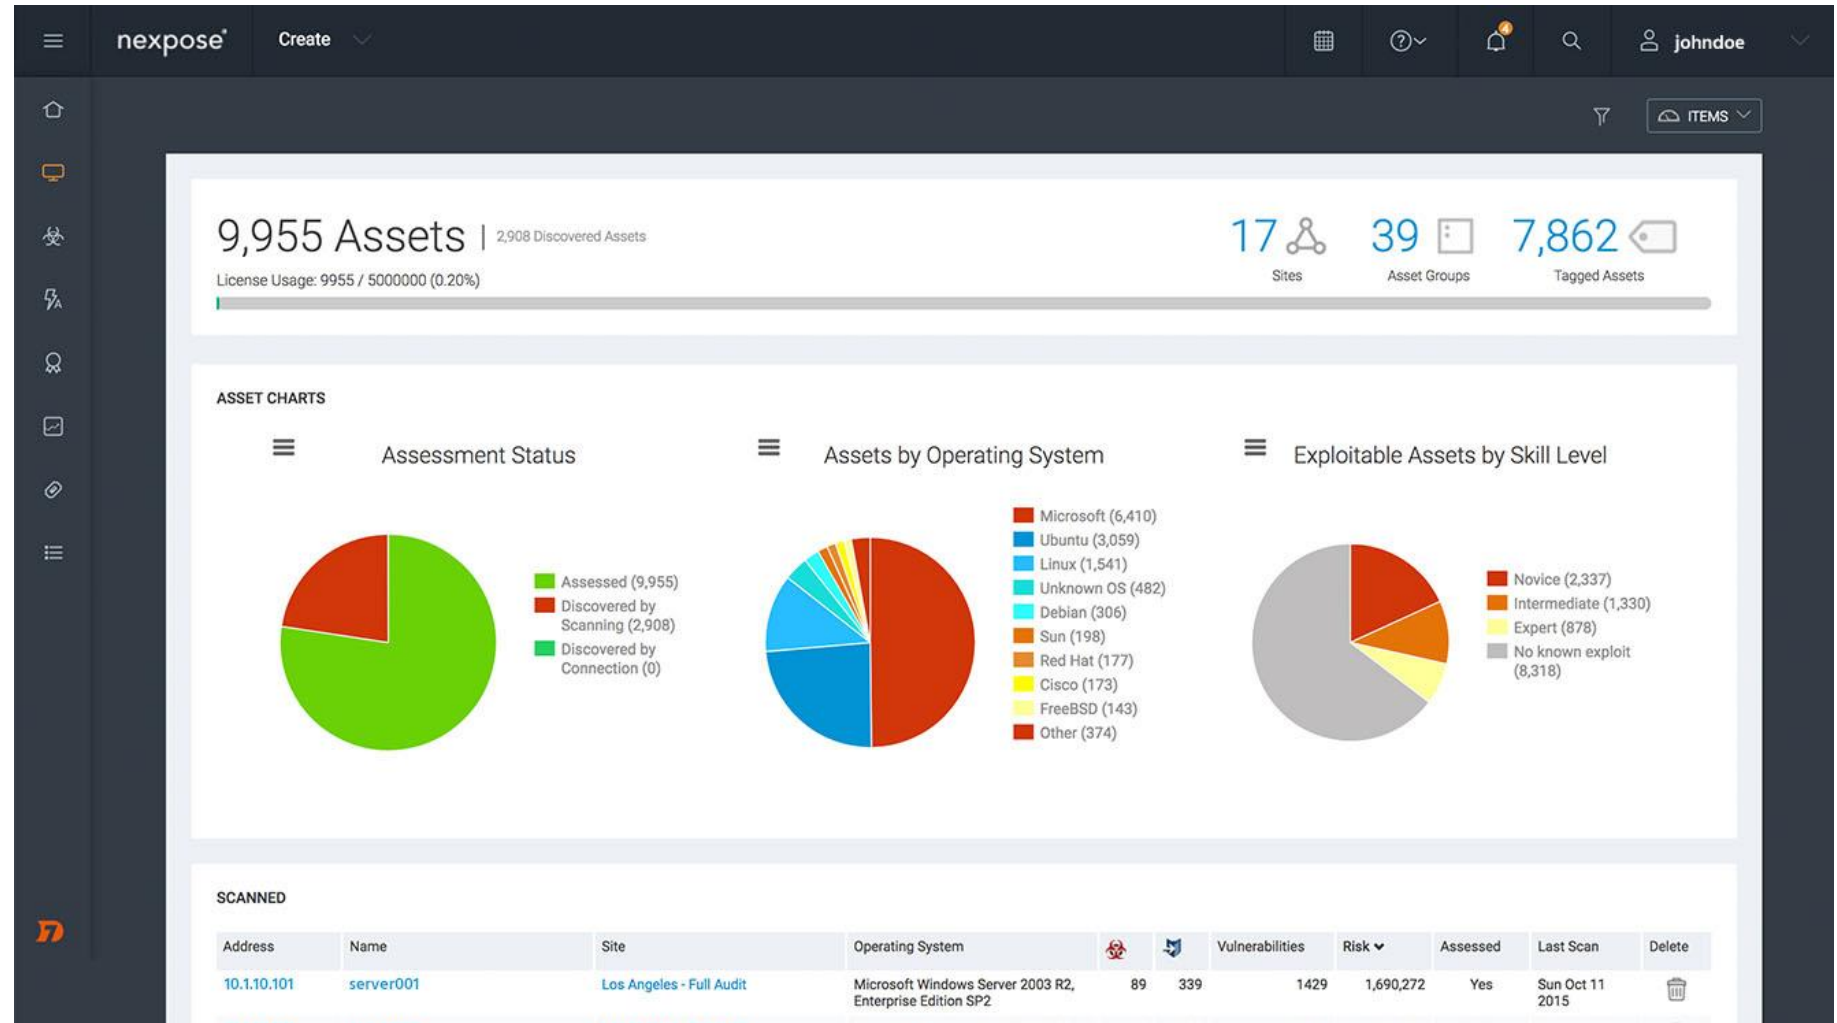 nexpose®
Create
4
johndoe
ITEMS
9,955 Assets | 2,908 Discovered Assets
License Usage: 9955 / 5000000 (0.20%)
17
Sites
39
Asset Groups
7,862
Tagged Assets
ASSET CHARTS
Assessment Status
Assessed (9,955)
Discovered by
Scanning (2,908)
Discovered by
Connection (0)
Assets by Operating System
Microsoft (6,410)
Ubuntu (3,059)
Linux (1,541)
Unknown OS (482)
Debian (306)
Sun (198)
Red Hat (177)
Cisco (173)
FreeBSD (143)
Other (374)
Exploitable Assets by Skill Level
Novice (2,337)
Intermediate (1,330)
Expert (878)
No known exploit
(8,318)
SCANNED
Address Name Site Operating System Vulnerabilities Risk Assessed Last Scan Delete
10.1.10.101 server001 Los Angeles - Full Audit Microsoft Windows Server 2003 R2, 89 339 1429 1,690,272 Yes Sun Oct 11
Enterprise Edition SP2 2015